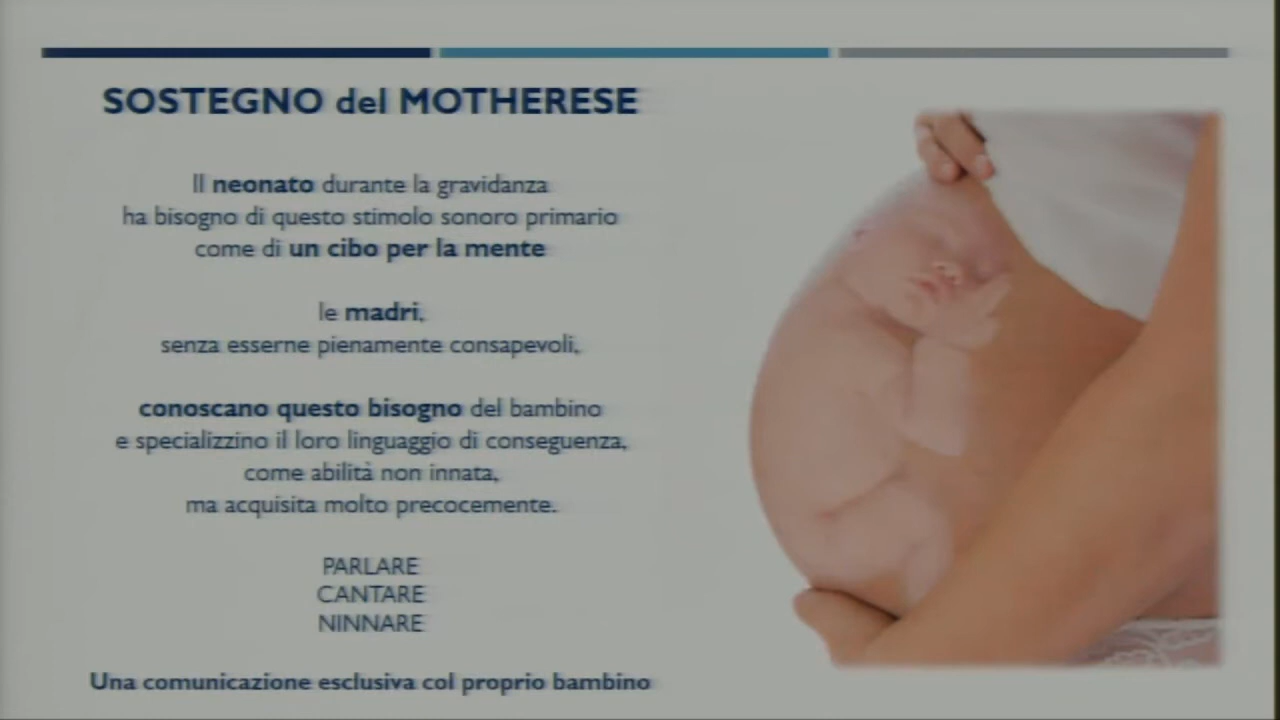 SOSTEGNO del MOTHERESE
Il neonato durante la gravidanza
ha bisogno di questo stimolo sonoro primario
come di un cibo per la mente
le madri,
senza esserne pienamente consapevoli,
conoscano questo bisogno del bambino
e specializzino il loro linguaggio di conseguenza,
come abilità non innata,
ma acquisita molto precocemente.
PARLARE
CANTARE
NINNARE
Una comunicazione esclusiva col proprio bambino